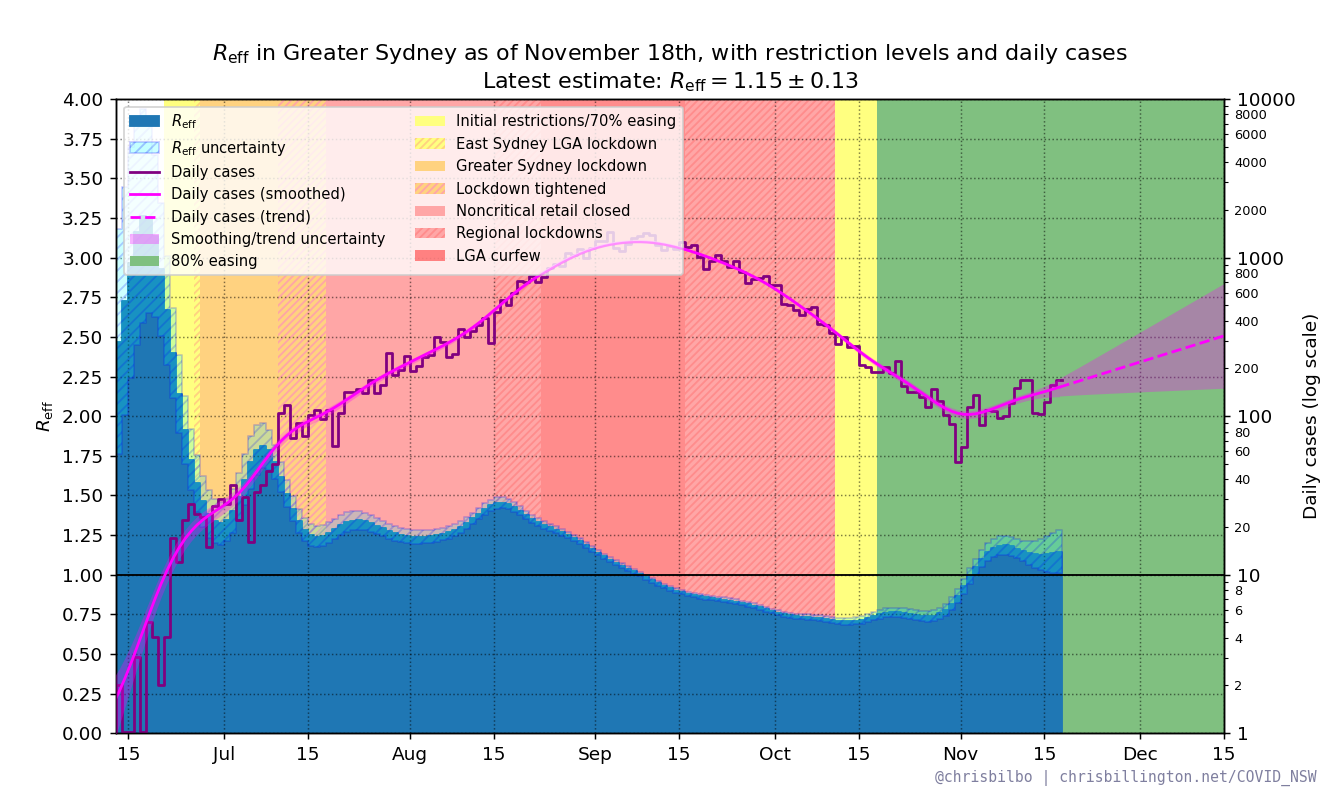 Reff in Greater Sydney as of November 18th, with restriction levels and daily cases
Latest estimate: Reff = 1.15 ± 0.13
Reff
4.00
3.75
3.50
3.25
3.00
2.75
2.50
2.25
2.00
1.75
1.50
1.25
1.00
0.75
0.50
0.25
0.00
Reff
Reff uncertainty
Daily cases
Daily cases (smoothed)
Daily cases (trend)
Smoothing/trend uncertainty
80% easing
Initial restrictions/70% easing
East Sydney LGA lockdown
Greater Sydney lockdown
Lockdown tightened
Noncritical retail closed
Regional lockdowns
LGA curfew
10000
8000
6000
4000
2000
1000
800
600
400
200
100
80
60
40
20
10
8
6
4
2
1
Daily cases (log scale)
15 Jul 15 Aug 15 Sep 15 Oct 15 Nov 15 Dec 15
@chrisbilbo | chrisbillington.net/COVID_NSW